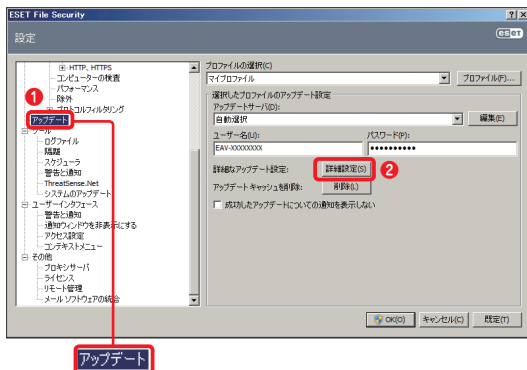 ESET File Security
設定
eset
HTTP、HTTPS
コンピューターの検査
パフォーマンス
除外
プロトコルフィルタリング
1
アップデート
ツール
ログファイル
隔離
スケジューラ
警告と通知
ThreatSense.Net
システムのアップデート
ユーザーインタフェース
警告と通知
通知ウィンドウを非表示にする
アクセス設定
コンテキストメニュー
その他
プロキシサーバ
ライセンス
リモート管理
メール ソフトウェアの統合
プロファイルの選択(C)
マイプロファイル
プロファイル(F)...
選択したプロファイルのアップデート設定
アップデートサーバ(D):
自動選択
編集(E)
ユーザー名(U):
パスワード(P):
EAV-XXXXXXXX
詳細なアップデート設定:
詳細設定(S)
2
アップデート キャッシュを削除:
削除(L)
成功したアップデートについての通知を表示しない
OK(O)
キャンセル(C)
既定(T)
アップデート